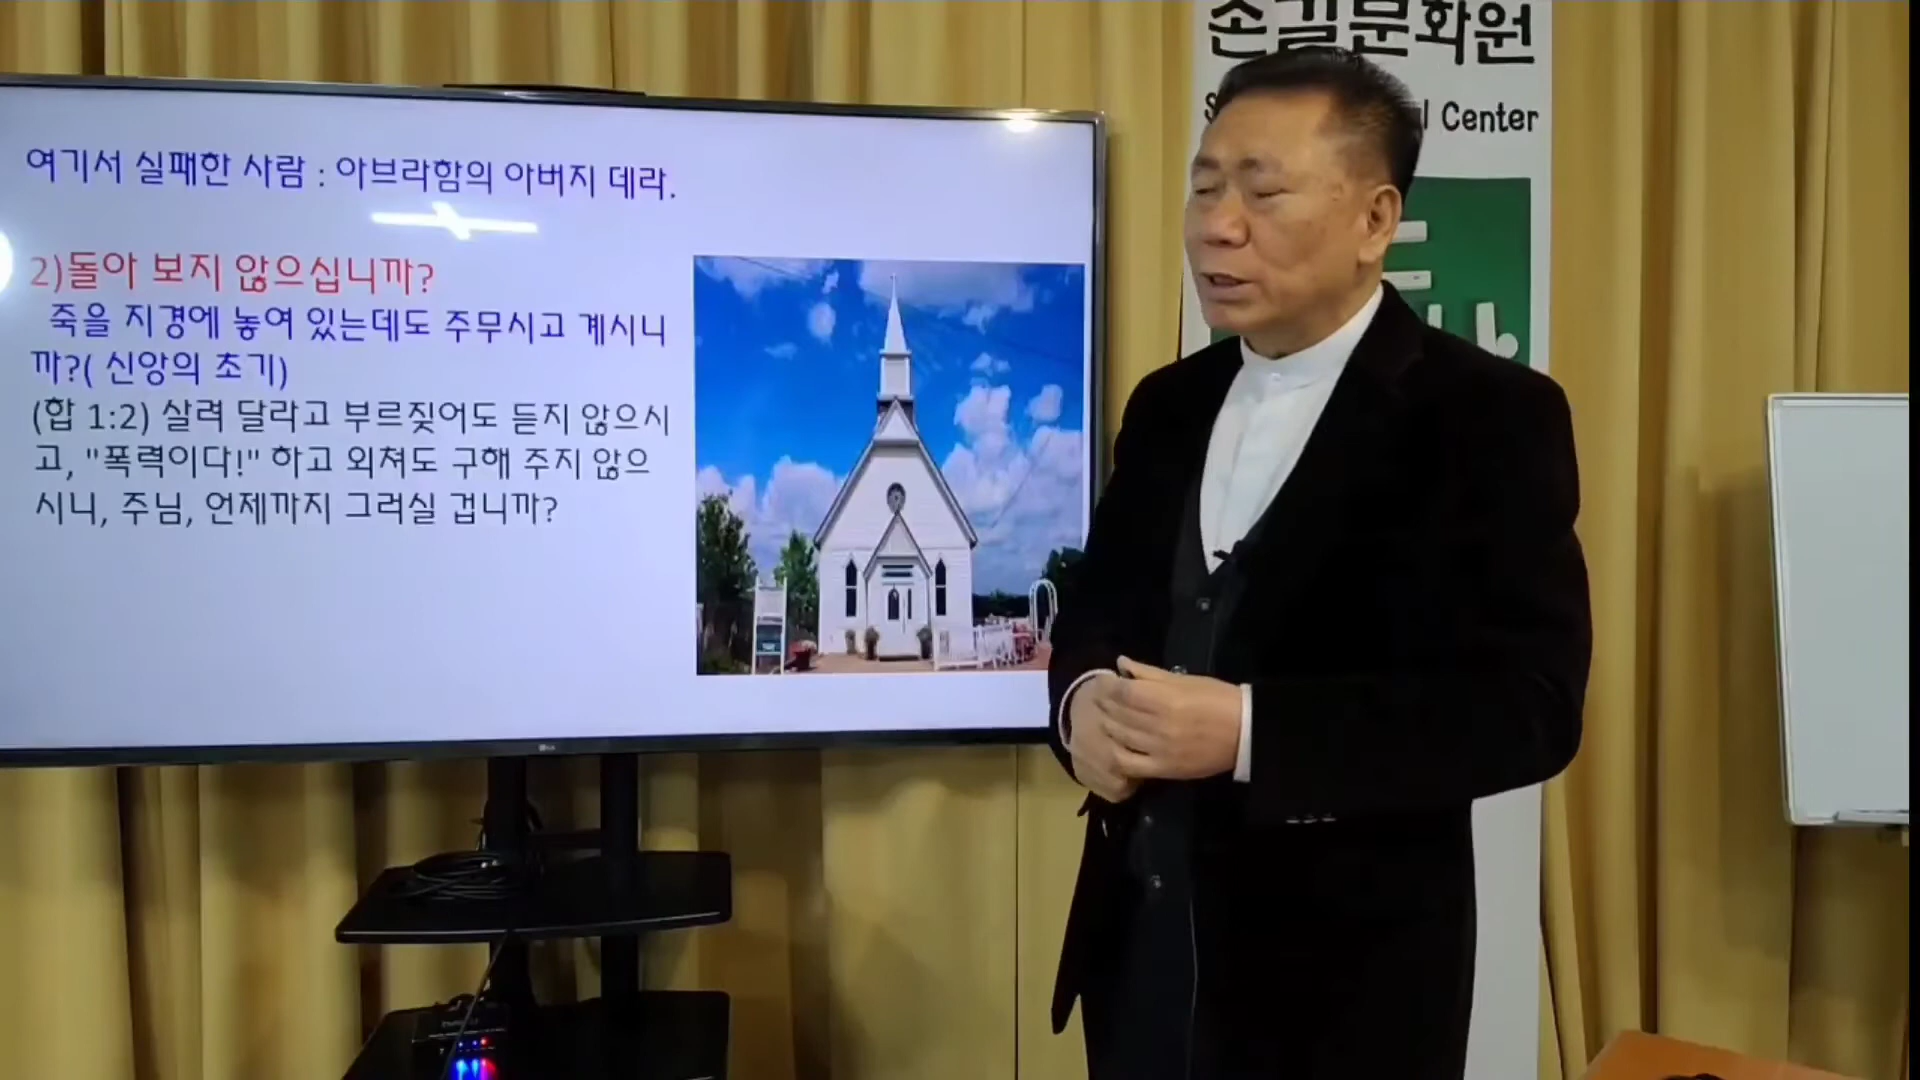 여기서 실패한 사람 : 아브라함의 아버지 데라.
2)돌아 보지 않으십니까?
죽을 지경에 놓여 있는데도 주무시고 계시니
까?( 신앙의 초기)
(합 1:2) 살려 달라고 부르짖어도 듣지 않으시
고, "폭력이다!" 하고 외쳐도 구해 주지 않으
시니, 주님, 언제까지 그러실 겁니까?
손길문화원
Center